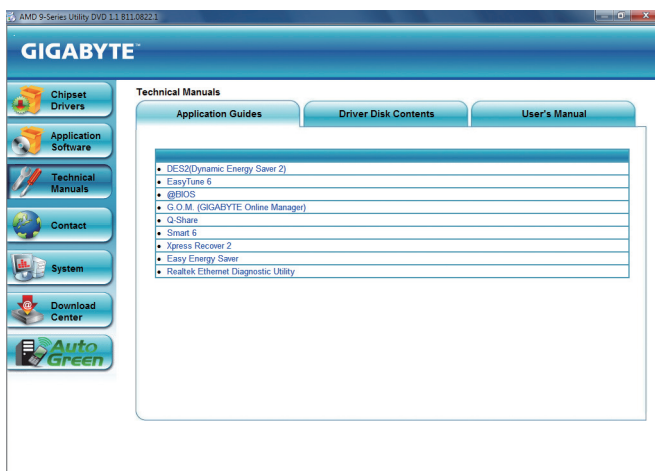 AMD 9-Series Utility DVD 1.1 B11.0822.1
GIGABYTE™
Chipset
Drivers
Application
Software
Technical
Manuals
Contact
System
Download
Center
Auto
Green
Technical Manuals
Application Guides
Driver Disk Contents
User's Manual
• DES2(Dynamic Energy Saver 2)
• EasyTune 6
• @BIOS
• G.O.M. (GIGABYTE Online Manager)
• Q-Share
• Smart 6
• Xpress Recover 2
• Easy Energy Saver
• Realtek Ethernet Diagnostic Utility